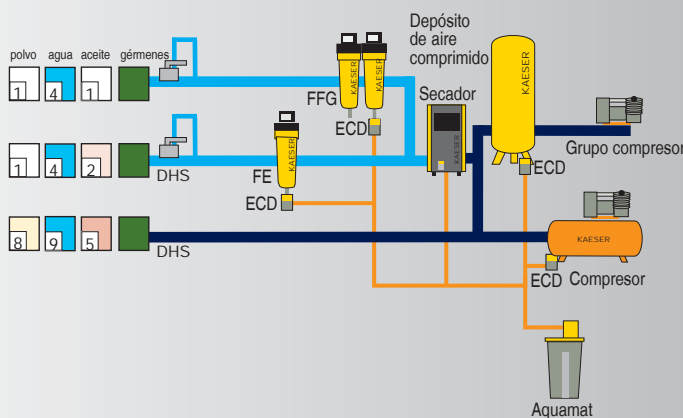 Depósito
de aire
comprimido
polvo agua aceite gérmenes
1 4 1
KAESER KAESER
FFG
Secador
ECD
Grupo compresor
1 4 2
DHS
KAESER
FE
ECD
ECD
8 9 5
DHS
KAESER
ECD Compresor
Aquamat